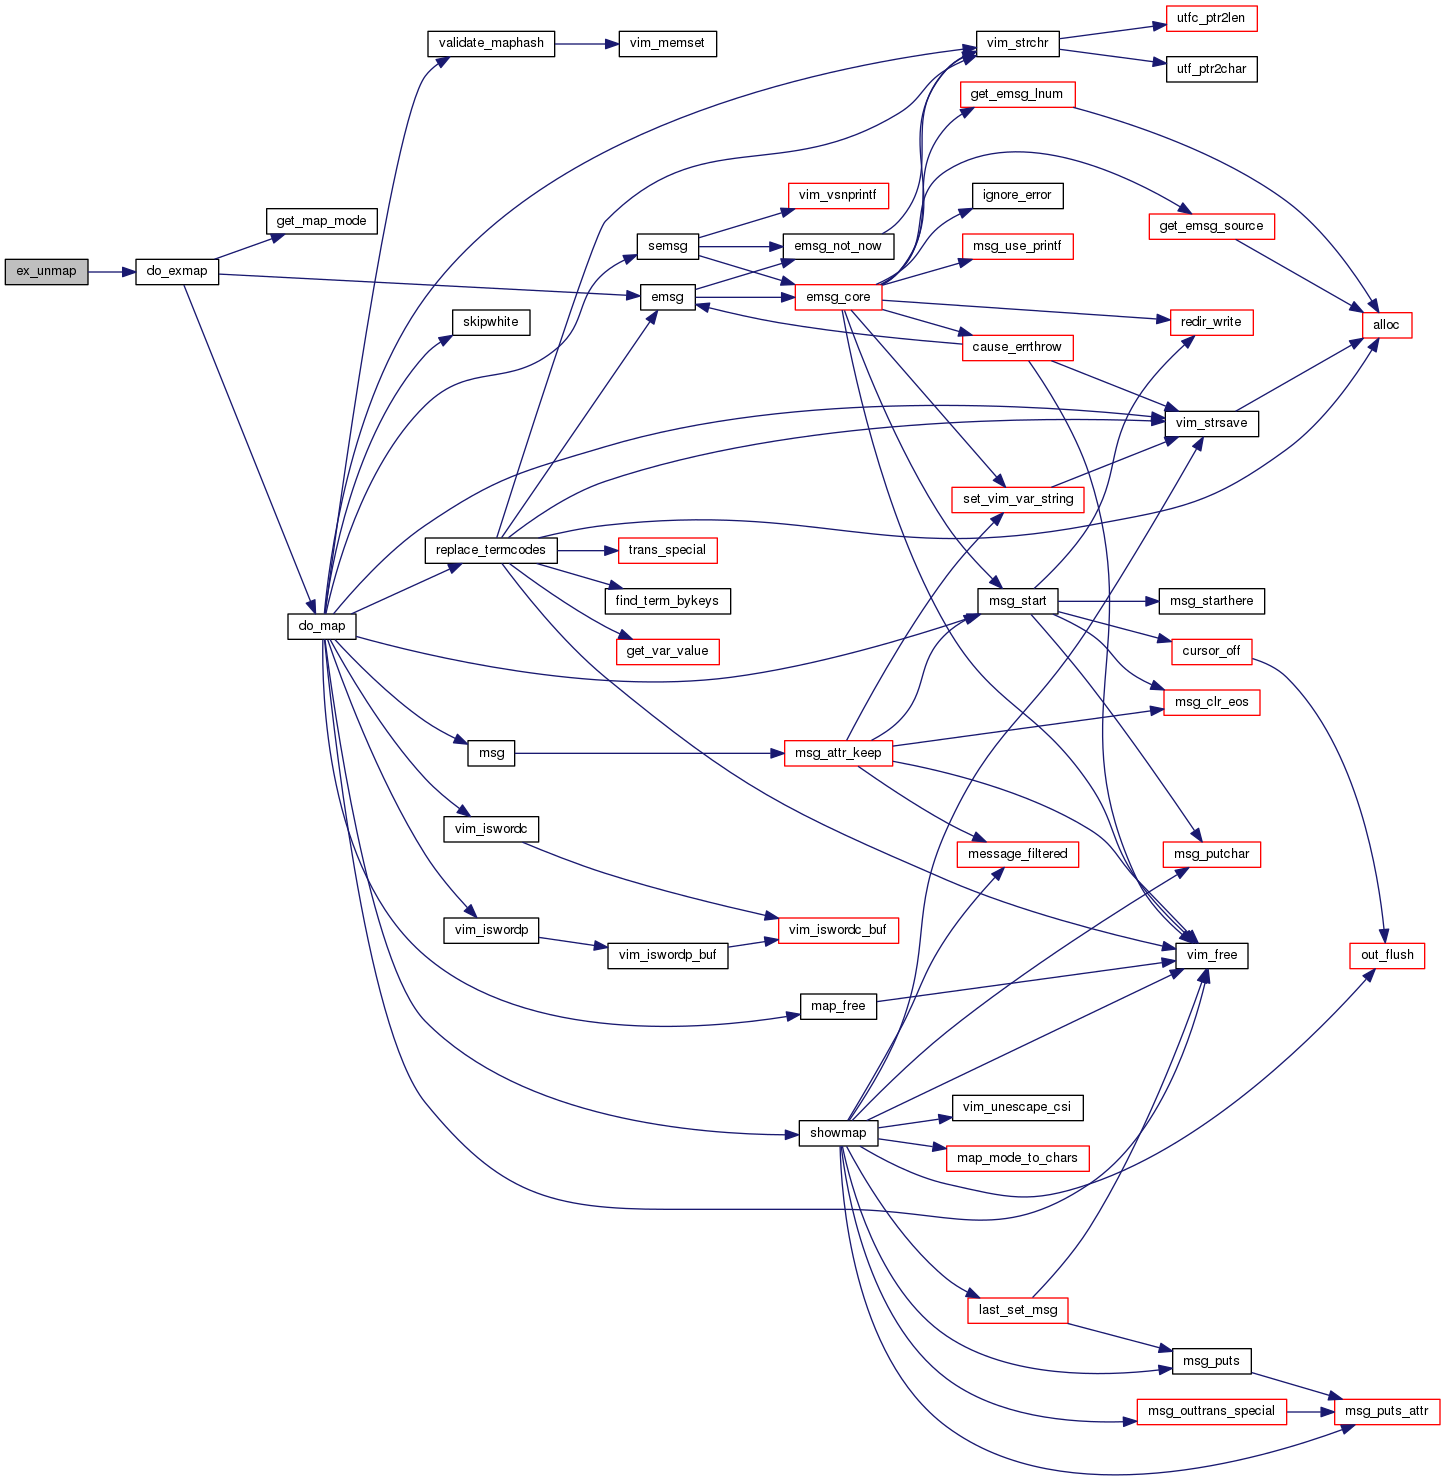 ex_unmap
do_exmap
get_map_mode
do_map
validate_maphash
vim_memset
skipwhite
replace_termcodes
msg
vim_iswordc
vim_iswordp
semsg
emsg
trans_special
find_term_bykeys
get_var_value
vim_iswordp_buf
vim_vsnprintf
emsg_not_now
emsg_core
msg_attr_keep
vim_iswordc_buf
map_free
showmap
vim_strchr
get_emsg_lnum
ignore_error
msg_use_printf
cause_errthrow
set_vim_var_string
msg_start
message_filtered
vim_unescape_csi
map_mode_to_chars
last_set_msg
utfc_ptr2len
utf_ptr2char
get_emsg_source
redir_write
vim_strsave
msg_starthere
cursor_off
msg_clr_eos
msg_putchar
vim_free
msg_puts
msg_outtrans_special
alloc
out_flush
msg_puts_attr